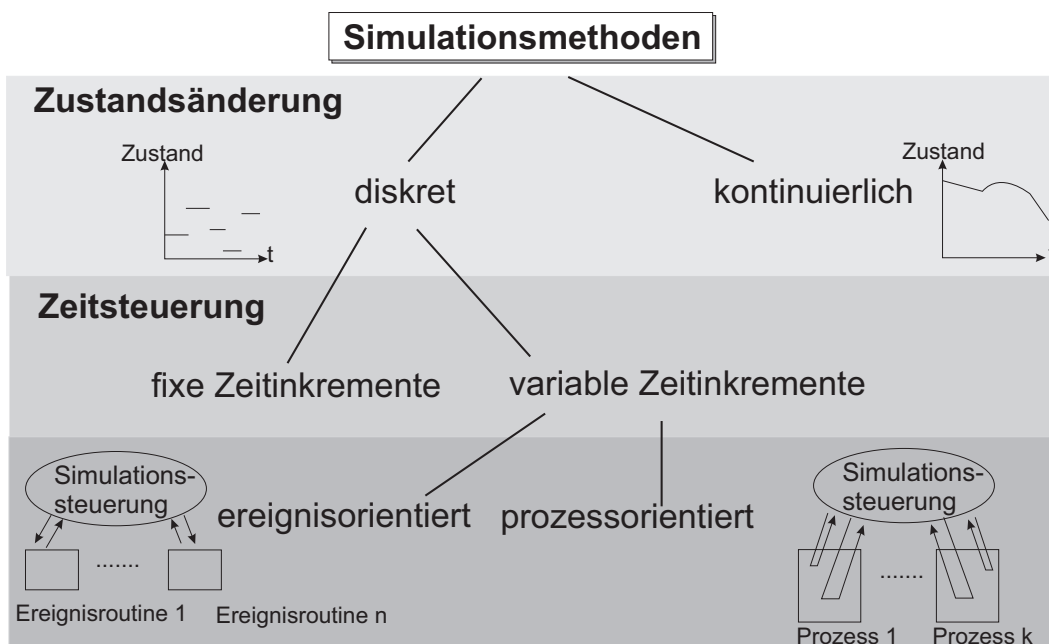 Simulationsmethoden
Zustandsänderung
Zustand
diskret
t
kontinuierlich
Zustand
Zeitsteuerung
fixe Zeitinkremente
variable Zeitinkremente
Simulations-
steuerung
.......
Ereignisroutine 1
Ereignisroutine n
ereignisorientiert
prozessorientiert
Simulations-
steuerung
.......
Prozess 1
Prozess k